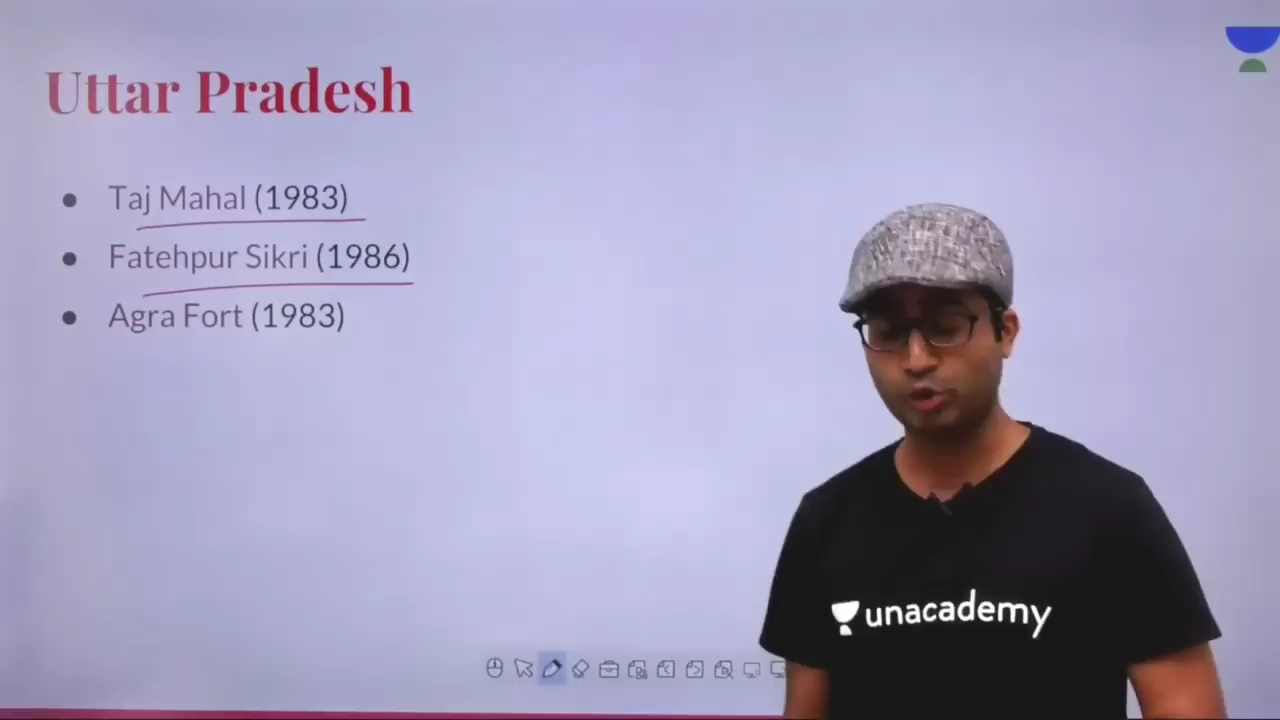 Uttar Pradesh
Taj Mahal (1983)
Fatehpur Sikri (1986)
Agra Fort (1983)
unacademy